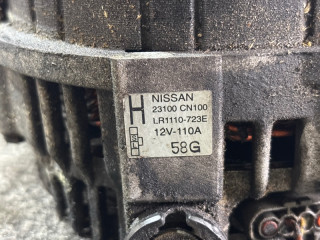 H
NISSAN
23100 CN100
LR1110-723E
12V-110A
58G